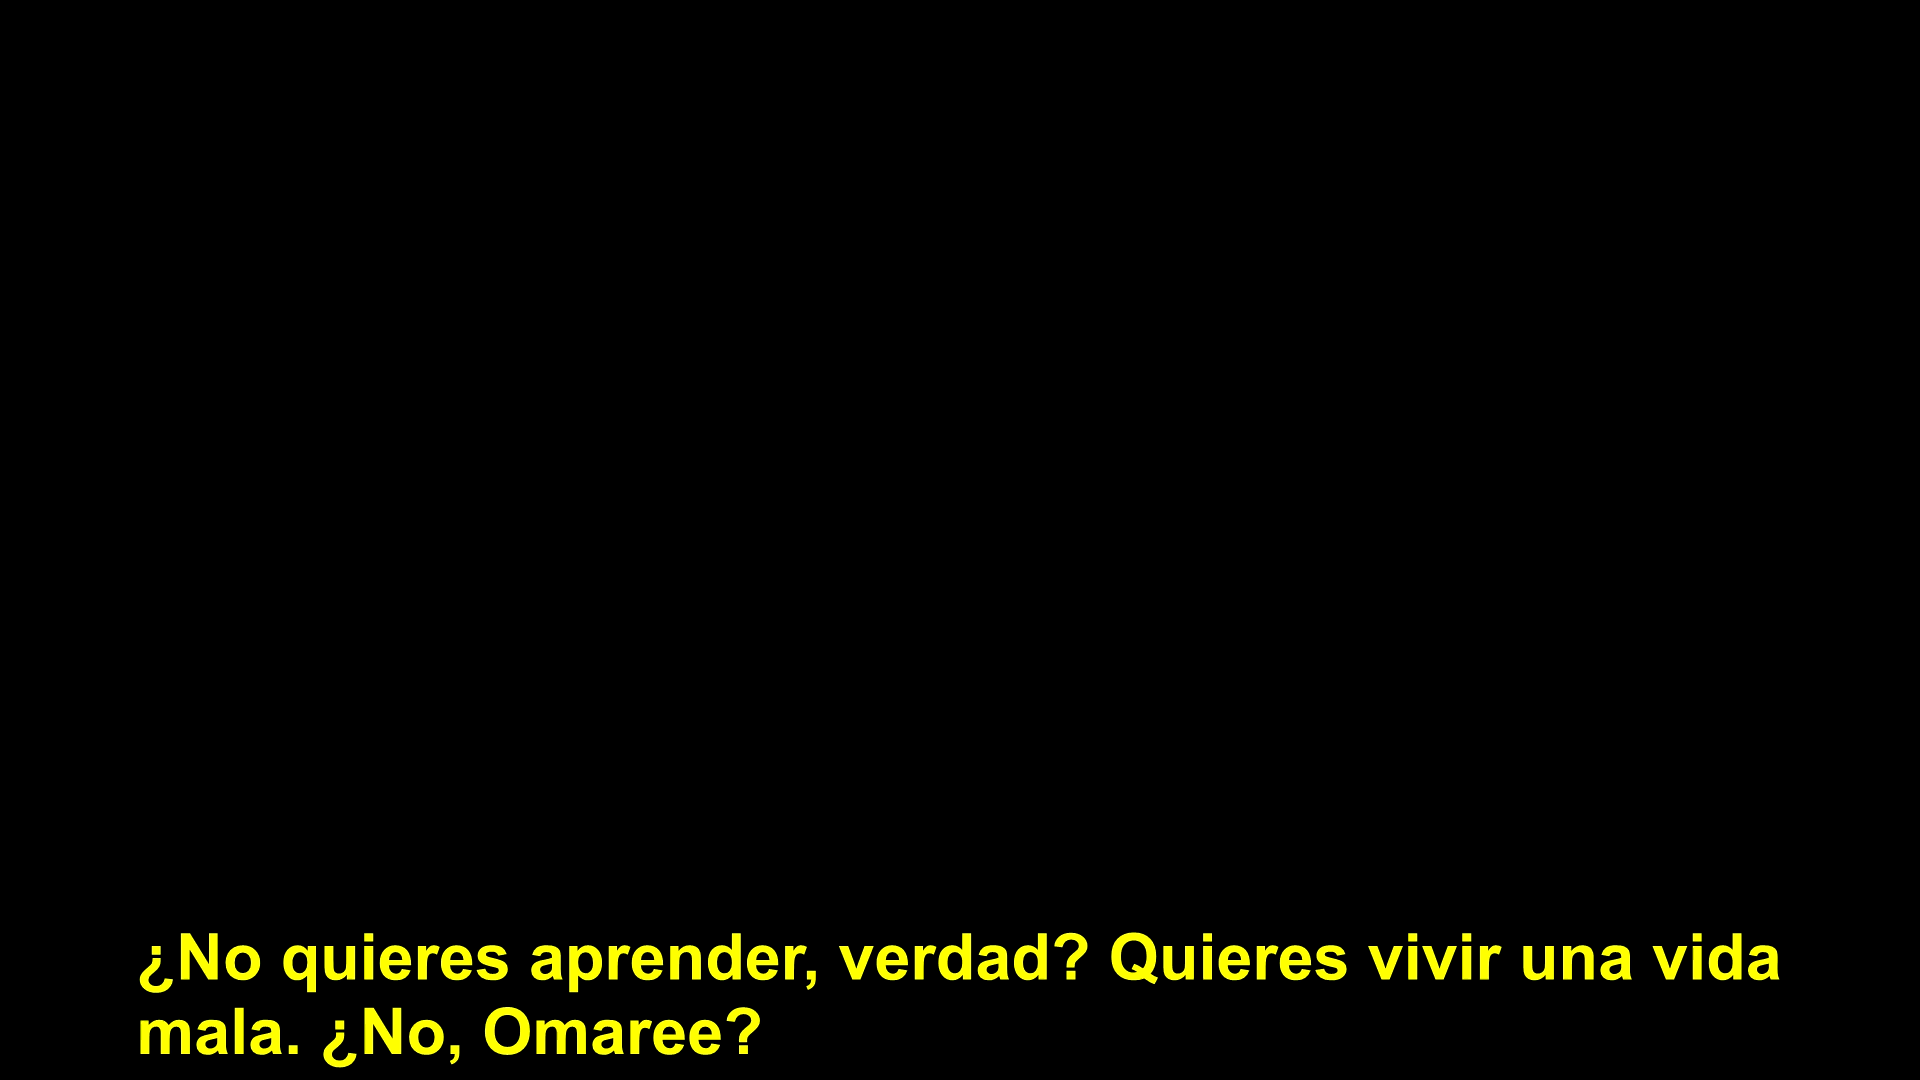 ¿No quieres aprender, verdad? Quieres vivir una vida
mala. ¿No, Omaree?